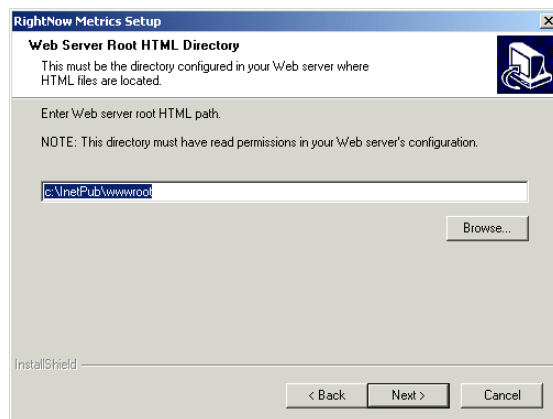 RightNow Metrics Setup
Web Server Root HTML Directory
This must be the directory configured in your Web server where
HTML files are located.
Enter Web server root HTML path.
NOTE: This directory must have read permissions in your Web server's configuration.
c:\InetPub\wwwroot
Browse...
InstallShield
< Back
Next >
Cancel